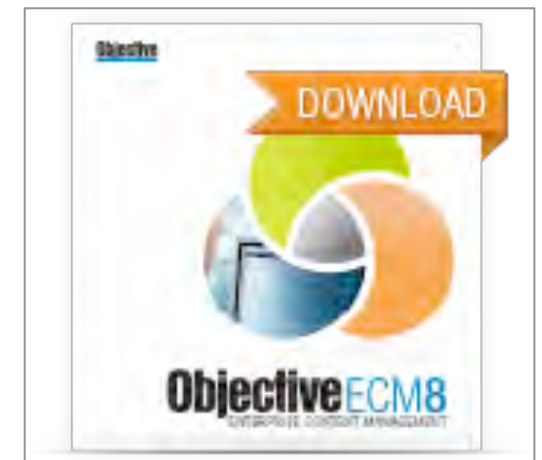 Objective
DOWNLOAD
ObjectiveECM8
ENTERPRISE CONTENT MANAGEMENT